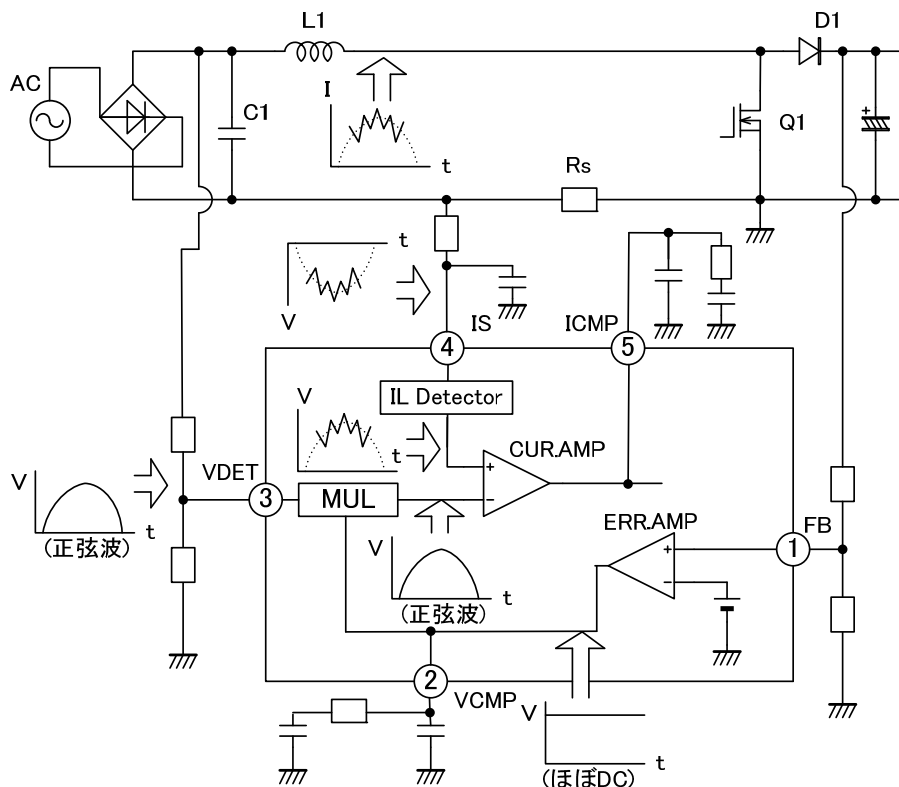 L1
D1
AC
I
C1
t
Q1
Rs
t
V
IS
ICMP
4
5
IL Detector
V
t
CUR.AMP
+
−
V
t
(正弦波)
VDET
3
MUL
ERR.AMP
FB
+
−
1
V
t
(正弦波)
2
VCMP
V
t
(ほぼDC)
+